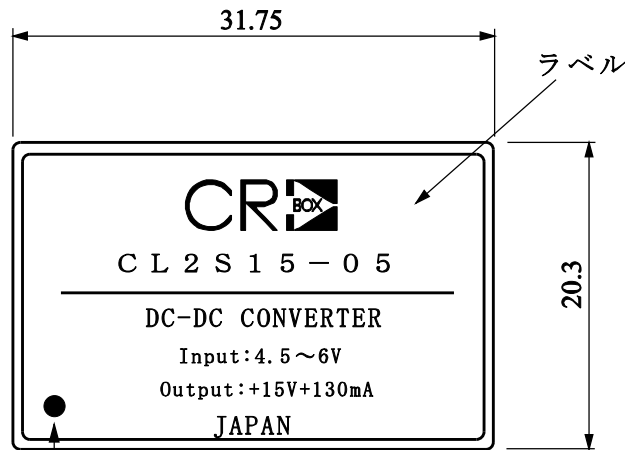 31.75
ラベル
CR BOX
CL2S15-05
20.3
DC-DC CONVERTER
Input:4.5～6V
Output:+15V+130mA
JAPAN